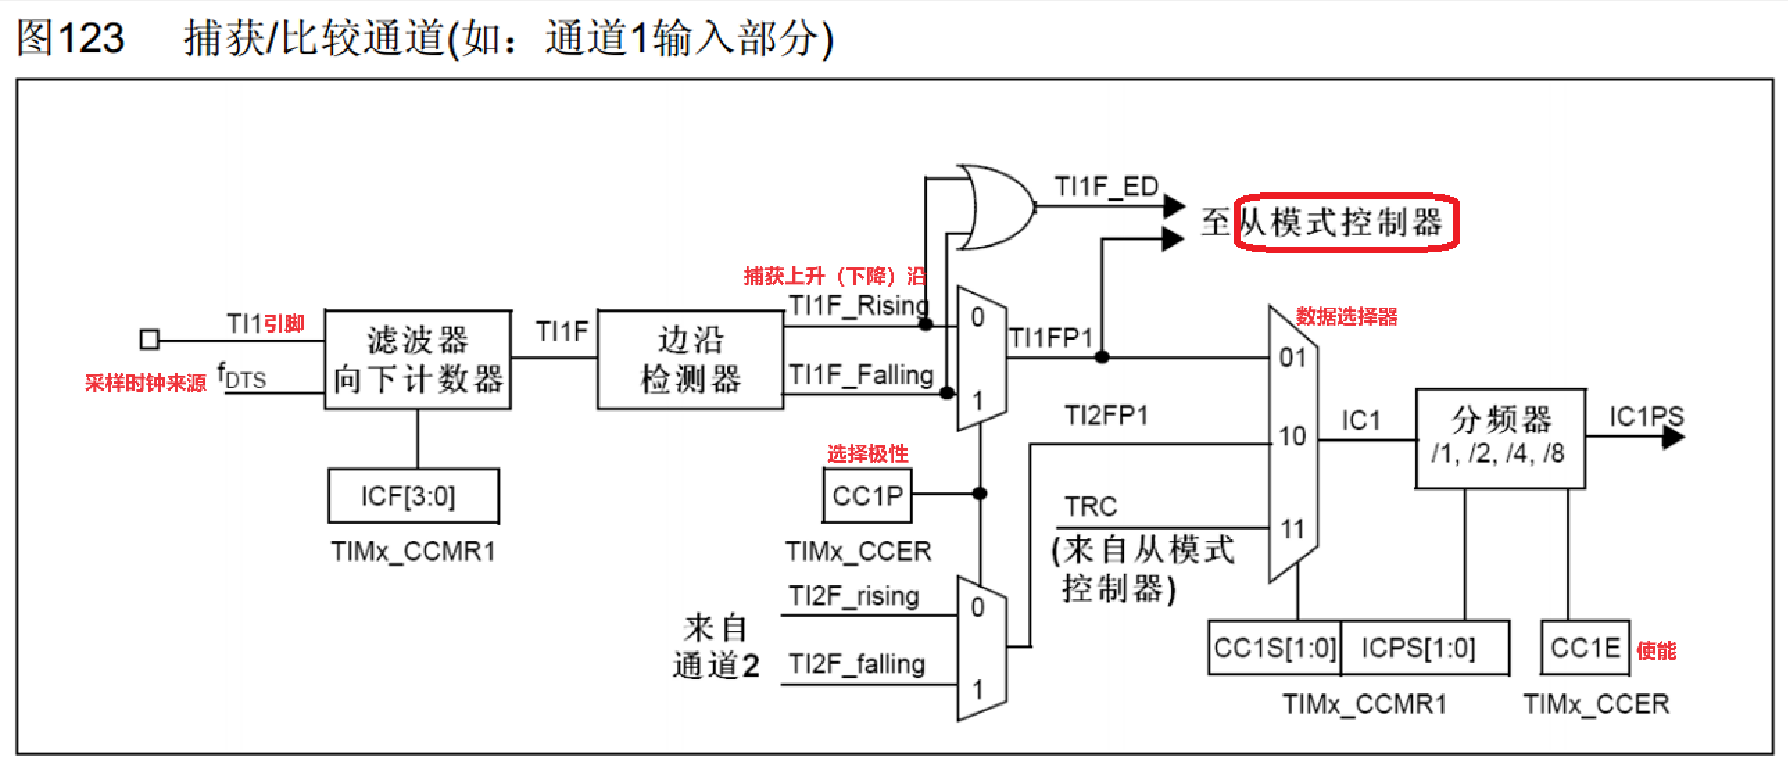 图123 捕获/比较通道(如：通道1输入部分)
TI1F_ED
至从模式控制器
捕获上升（下降）沿
TI1F_Rising
数据选择器
TI1引脚
滤波器
向下计数器
TI1F
边沿
检测器
0
TI1FP1
01
采样时钟来源
fDTS
TI1F_Falling
1
TI2FP1
10
IC1
分频器
/1, /2, /4, /8
IC1PS
选择极性
ICF[3:0]
CC1P
TRC
11
TIMx_CCMR1
TIMx_CCER
(来自从模式
控制器)
TI2F_rising
0
来自
通道2
TI2F_falling
1
CC1S[1:0]
ICPS[1:0]
CC1E
使能
TIMx_CCMR1
TIMx_CCER